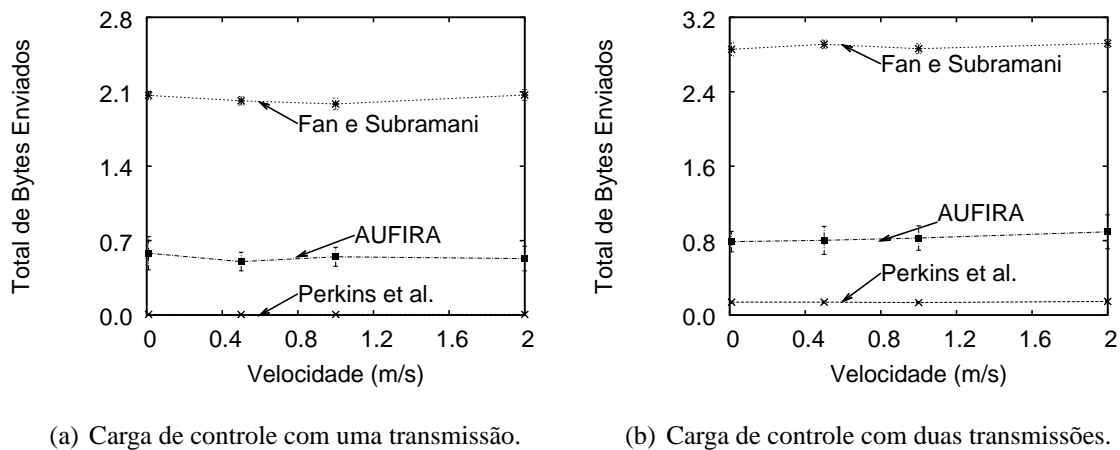 Total de Bytes Enviados
2.8
2.1
1.4
0.7
0.0
Fan e Subramani
AUFIRA
Perkins et al.
0 0.4 0.8 1.2 1.6 2
Velocidade (m/s)
(a) Carga de controle com uma transmissão.
Total de Bytes Enviados
3.2
2.4
1.6
0.8
0.0
Fan e Subramani
AUFIRA
Perkins et al.
0 0.4 0.8 1.2 1.6 2
Velocidade (m/s)
(b) Carga de controle com duas transmissões.